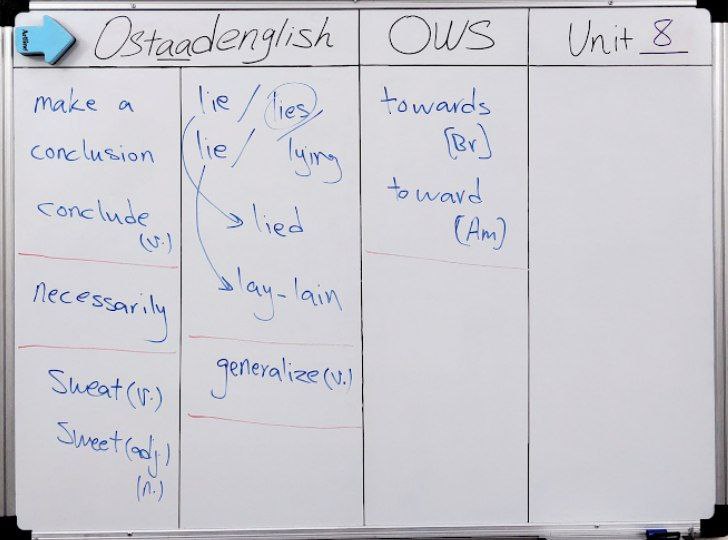 Ostaadenglish
OWS
Unit 8
make a
conclusion
conclude
(v.)
necessarily
Sweat (v.)
Sweet (adj.)
(n.)
lie / lies /
lie / lying
lied
lay - lain
generalize (v.)
towards
[Br]
toward
[Am]